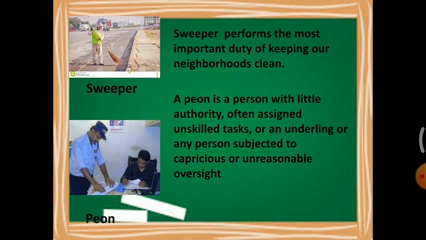 Sweeper performs the most
important duty of keeping our
neighborhoods clean.
Sweeper
A peon is a person with little
authority, often assigned
unskilled tasks, or an underling or
any person subjected to
capricious or unreasonable
oversight
Peon